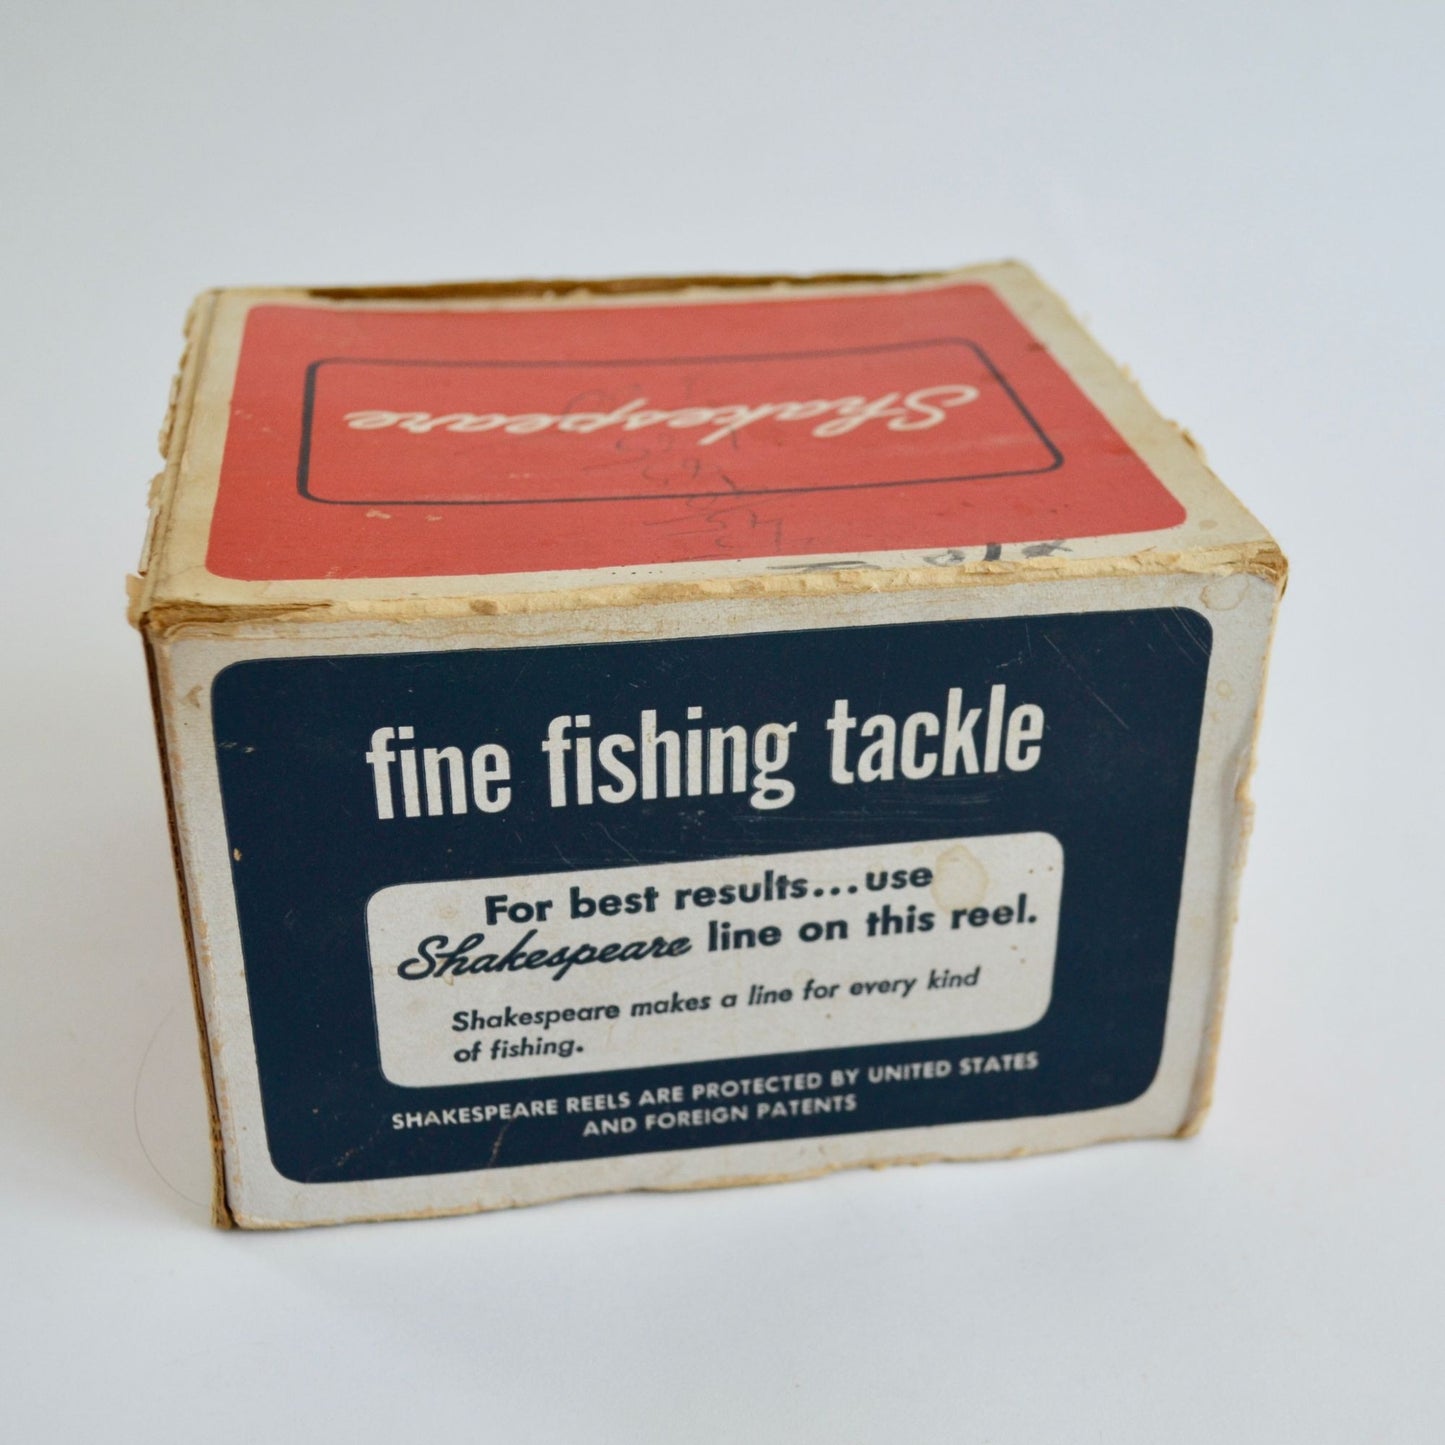 Shakespeare
fine fishing tackle
For best results...use
Shakespeare line on this reel.
Shakespeare makes a line for every kind
of fishing.
SHAKESPEARE REELS ARE PROTECTED BY UNITED STATES
AND FOREIGN PATENTS